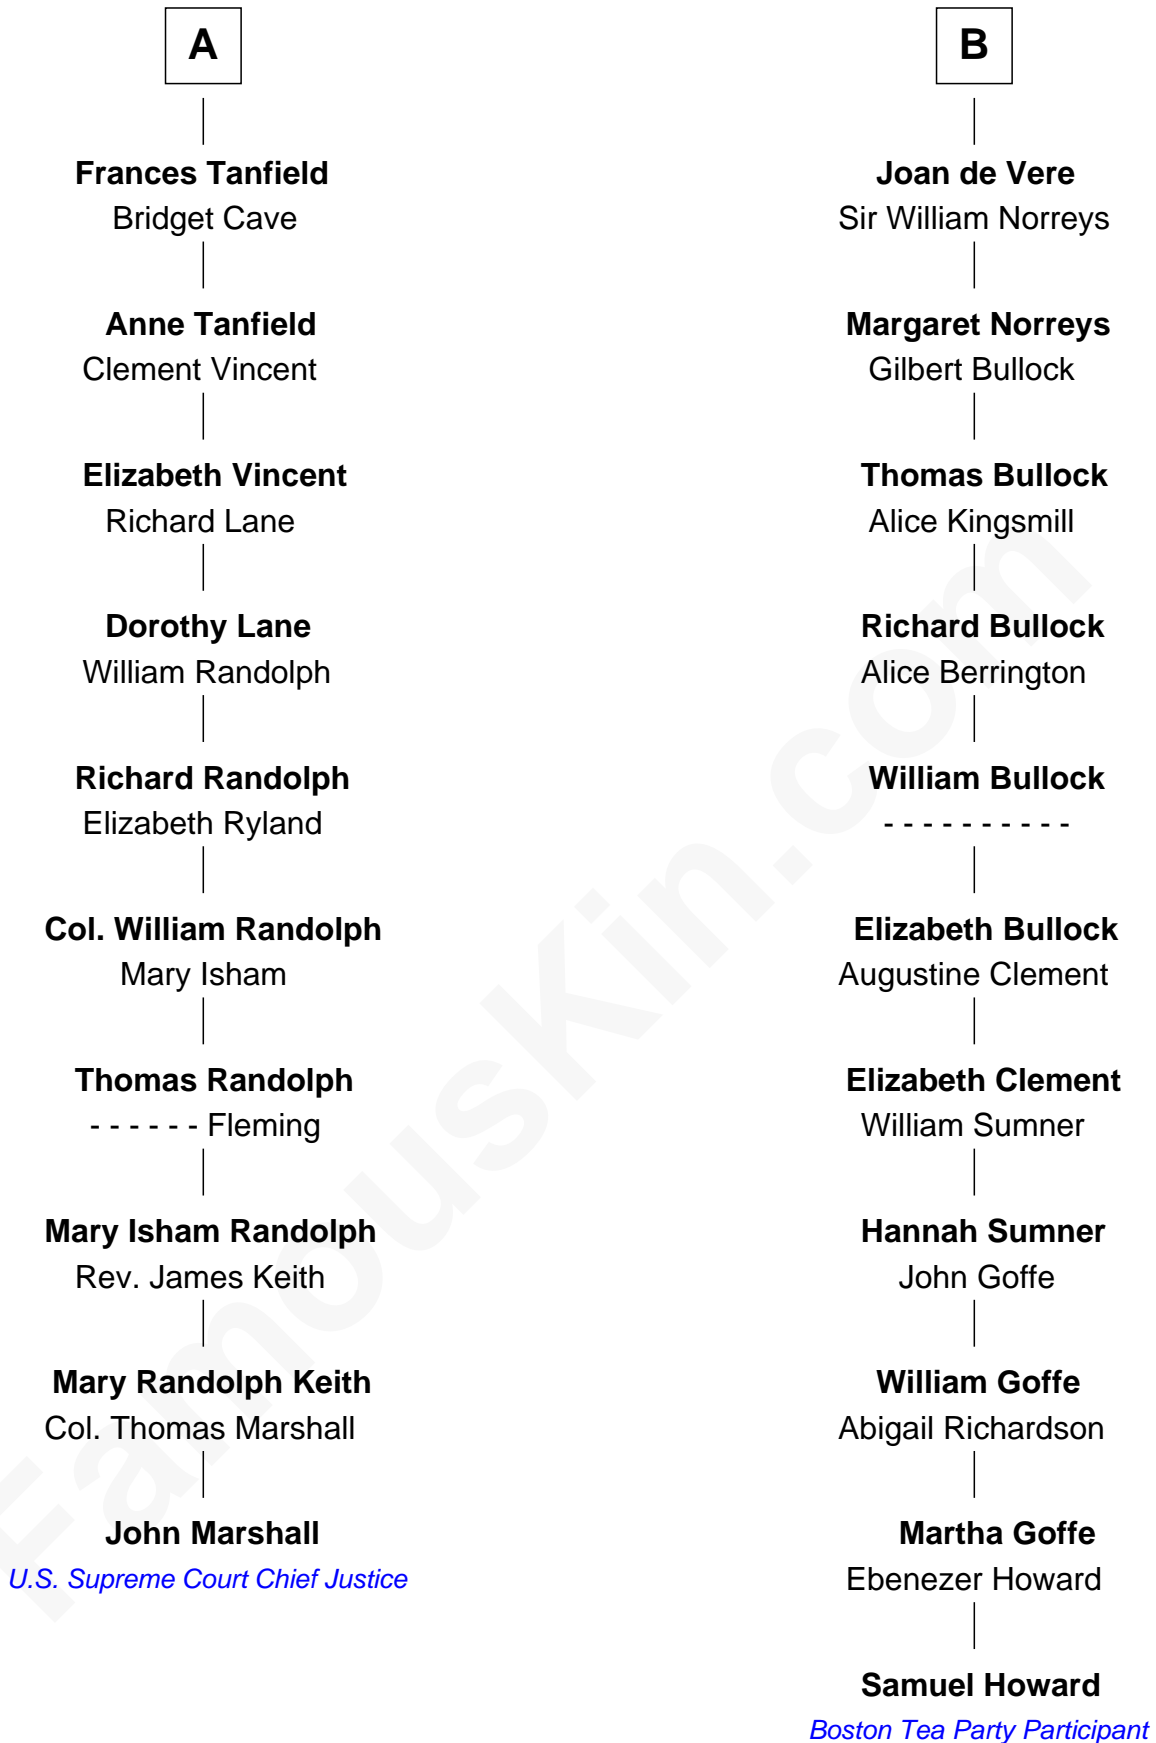 A
Frances Tanfield
Bridget Cave
Anne Tanfield
Clement Vincent
Elizabeth Vincent
Richard Lane
Dorothy Lane
William Randolph
Richard Randolph
Elizabeth Ryland
Col. William Randolph
Mary Isham
Thomas Randolph
- - - - - - Fleming
Mary Isham Randolph
Rev. James Keith
Mary Randolph Keith
Col. Thomas Marshall
John Marshall
U.S. Supreme Court Chief Justice
B
Joan de Vere
Sir William Norreys
Margaret Norreys
Gilbert Bullock
Thomas Bullock
Alice Kingsmill
Richard Bullock
Alice Berrington
William Bullock
- - - - - - - - - -
Elizabeth Bullock
Augustine Clement
Elizabeth Clement
William Sumner
Hannah Sumner
John Goffe
William Goffe
Abigail Richardson
Martha Goffe
Ebenezer Howard
Samuel Howard
Boston Tea Party Participant
FamousKin.com